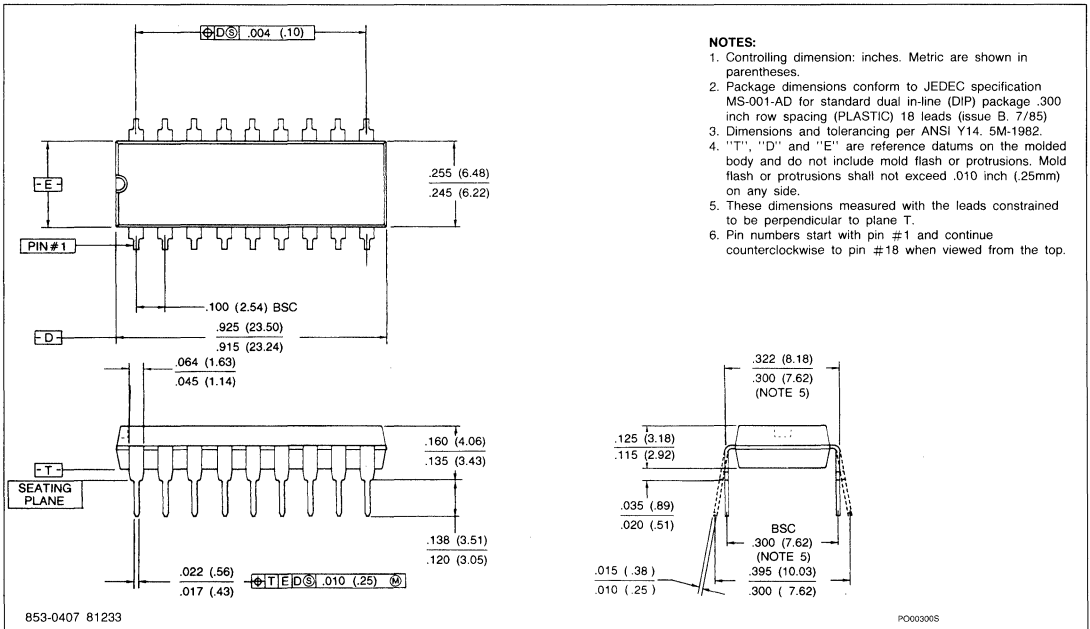 ⌖ D Ⓢ .004 (.10)
- E -
PIN#1
.255 (6.48)
.245 (6.22)
.100 (2.54) BSC
- D -
.925 (23.50)
.915 (23.24)
.064 (1.63)
.045 (1.14)
.160 (4.06)
.135 (3.43)
- T -
SEATING
PLANE
.138 (3.51)
.120 (3.05)
.022 (.56)
.017 (.43)
⌖ T E D Ⓢ .010 (.25) Ⓜ
853-0407 81233
NOTES:
1. Controlling dimension: inches. Metric are shown in
parentheses.
2. Package dimensions conform to JEDEC specification
MS-001-AD for standard dual in-line (DIP) package .300
inch row spacing (PLASTIC) 18 leads (issue B. 7/85)
3. Dimensions and tolerancing per ANSI Y14. 5M-1982.
4. "T", "D" and "E" are reference datums on the molded
body and do not include mold flash or protrusions. Mold
flash or protrusions shall not exceed .010 inch (.25mm)
on any side.
5. These dimensions measured with the leads constrained
to be perpendicular to plane T.
6. Pin numbers start with pin #1 and continue
counterclockwise to pin #18 when viewed from the top.
.322 (8.18)
.300 (7.62)
(NOTE 5)
.125 (3.18)
.115 (2.92)
.035 (.89)
.020 (.51)
BSC
.300 (7.62)
(NOTE 5)
.395 (10.03)
.300 ( 7.62)
.015 ( .38 )
.010 ( .25 )
PO00300S